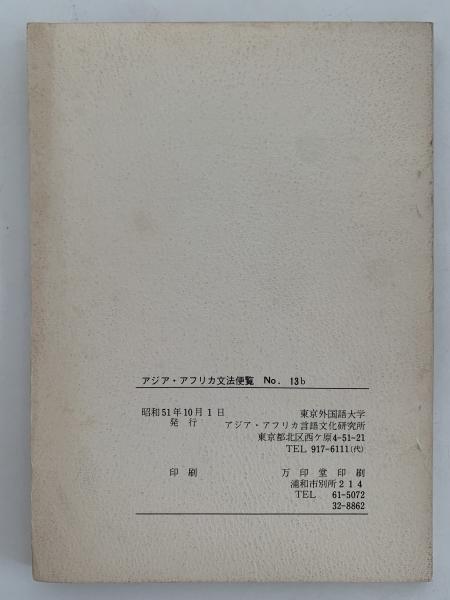 アジア・アフリカ文法便覧 No. 13b
昭和51年10月1日 東京外国語大学
発行 アジア・アフリカ言語文化研究所
東京都北区西ケ原4-51-21
TEL 917-6111(代)
印刷 万印堂印刷
浦和市別所214
TEL 61-5072
32-8862